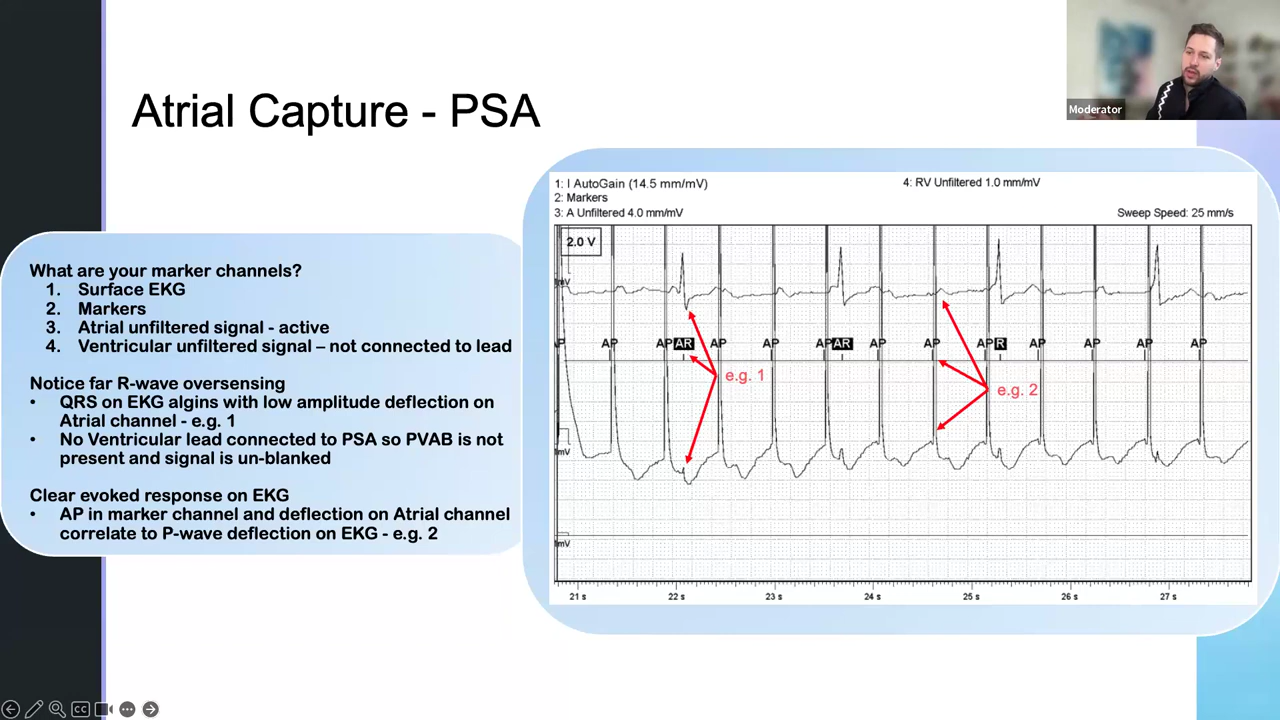 Moderator
Atrial Capture - PSA
What are your marker channels?
1. Surface EKG
2. Markers
3. Atrial unfiltered signal - active
4. Ventricular unfiltered signal – not connected to lead
Notice far R-wave oversensing
• QRS on EKG algins with low amplitude deflection on
Atrial channel - e.g. 1
• No Ventricular lead connected to PSA so PVAB is not
present and signal is un-blanked
Clear evoked response on EKG
• AP in marker channel and deflection on Atrial channel
correlate to P-wave deflection on EKG - e.g. 2
1: I AutoGain (14.5 mm/mV) 4: RV Unfiltered 1.0 mm/mV
2: Markers
3: A Unfiltered 4.0 mm/mV Sweep Speed: 25 mm/s
2.0 V
AP AP AR AP AP AP AR AP AP AP R AP AP AP AP
e.g. 1
e.g. 2
21 s 22 s 23 s 24 s 25 s 26 s 27 s
CC